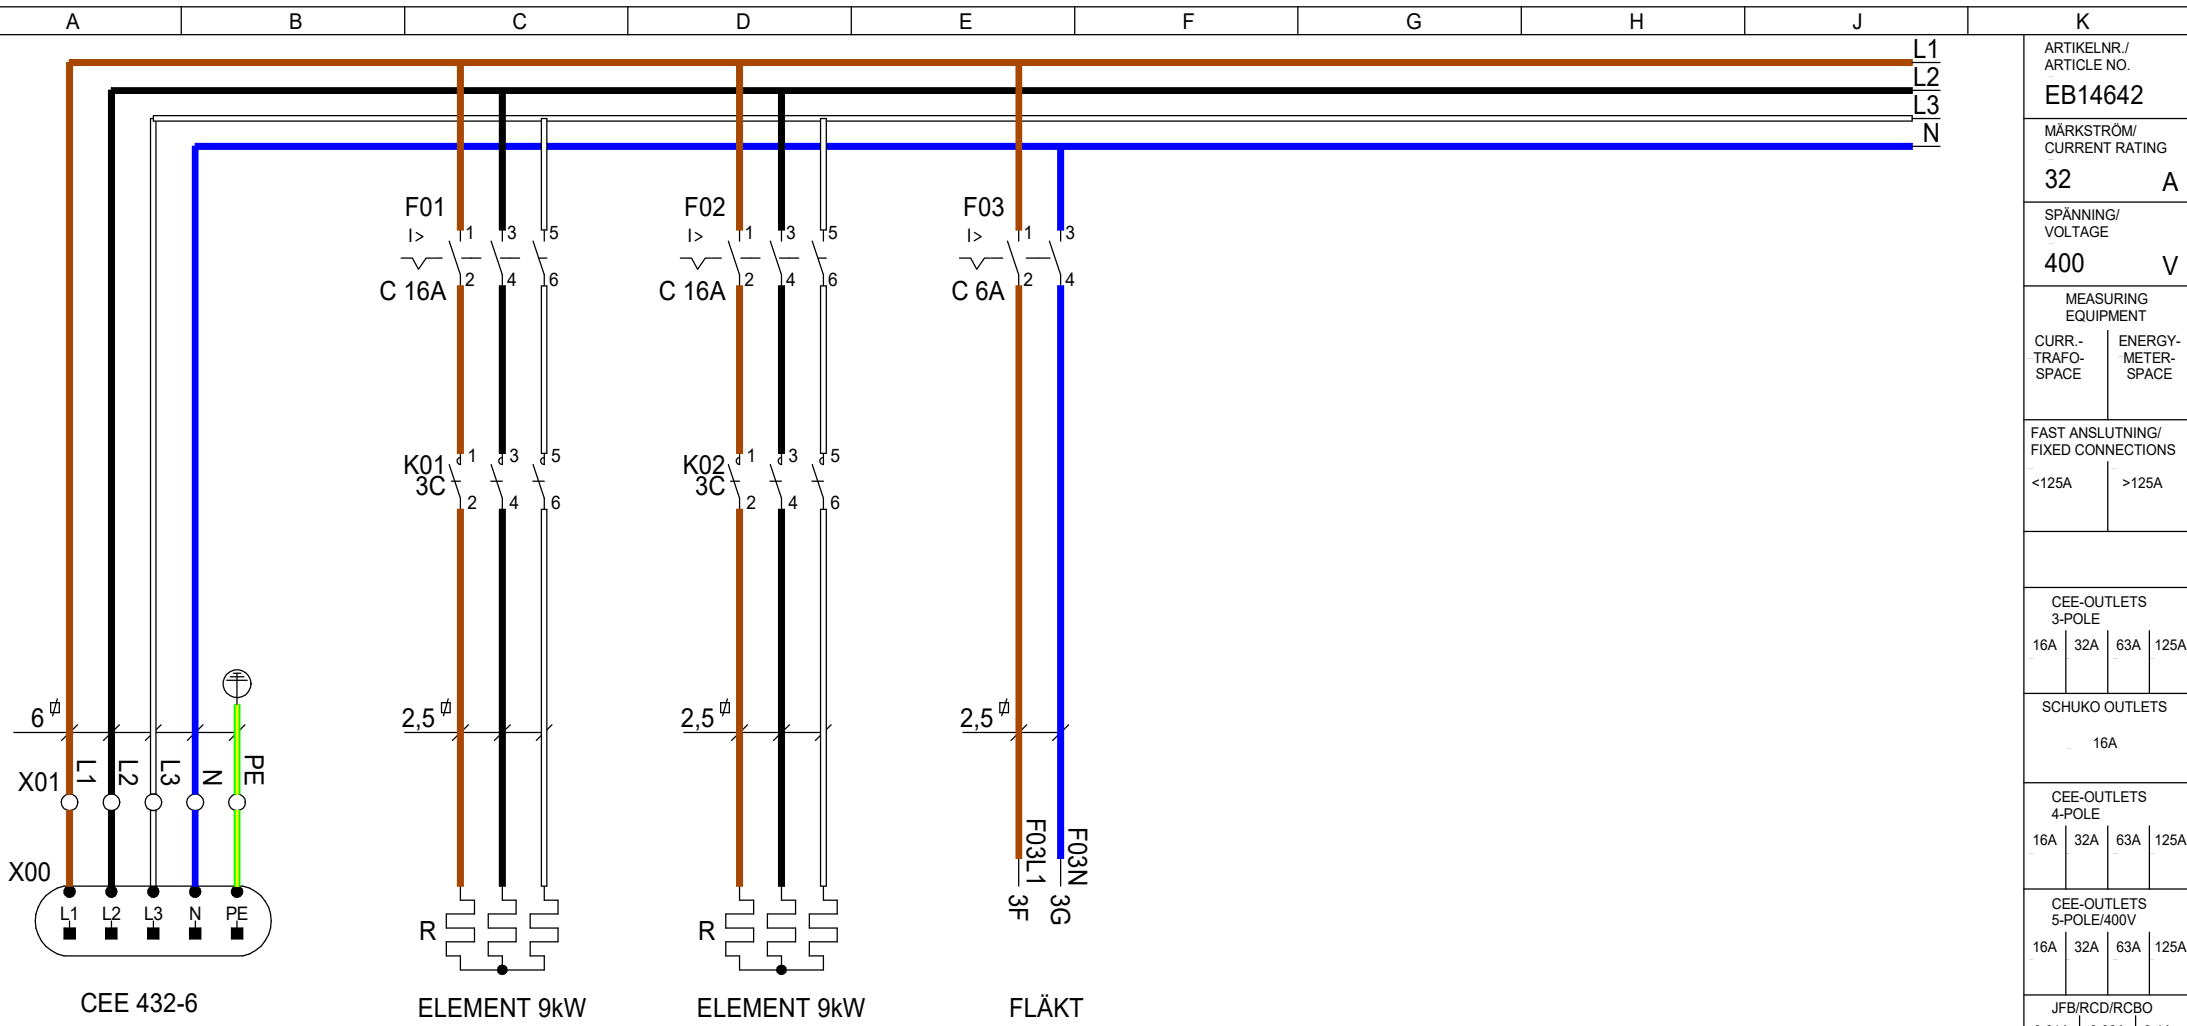 A B C D E F G H J K
L1
L2
L3
N
F01 F02 F03
I> 1 3 5 I> 1 3 5 I> 1 3
C 16A 2 4 6 C 16A 2 4 6 C 6A 2 4
K01 1 3 5 K02 1 3 5
3C 2 4 6 3C 2 4 6
6 2,5 2,5 2,5
X01 L1 L2 L3 N PE
X00
L1 L2 L3 N PE
R R
F03L1 F03N
3F 3G
CEE 432-6 ELEMENT 9kW ELEMENT 9kW FLÄKT
ARTIKELNR./
ARTICLE NO.
EB14642
MÄRKSTRÖM/
CURRENT RATING
32 A
SPÄNNING/
VOLTAGE
400 V
MEASURING
EQUIPMENT
CURR.- ENERGY-
TRAFO- METER-
SPACE SPACE
FAST ANSLUTNING/
FIXED CONNECTIONS
<125A >125A
CEE-OUTLETS
3-POLE
16A 32A 63A 125A
SCHUKO OUTLETS
16A
CEE-OUTLETS
4-POLE
16A 32A 63A 125A
CEE-OUTLETS
5-POLE/400V
16A 32A 63A 125A
JFB/RCD/RCBO